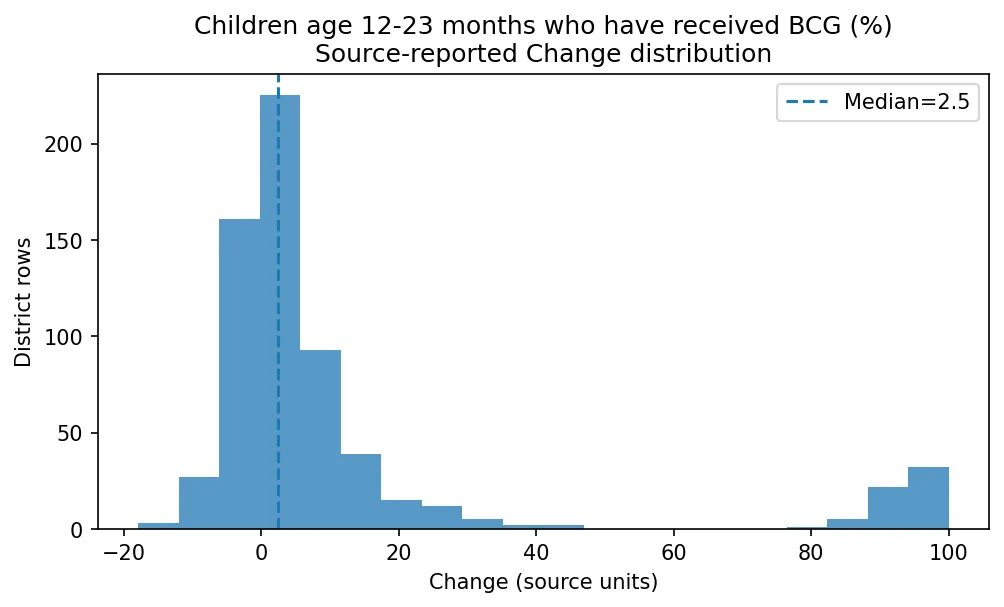 Children age 12-23 months who have received BCG (%)
Source-reported Change distribution
Median=2.5
District rows
200
150
100
50
0
−20
0
20
40
60
80
100
Change (source units)